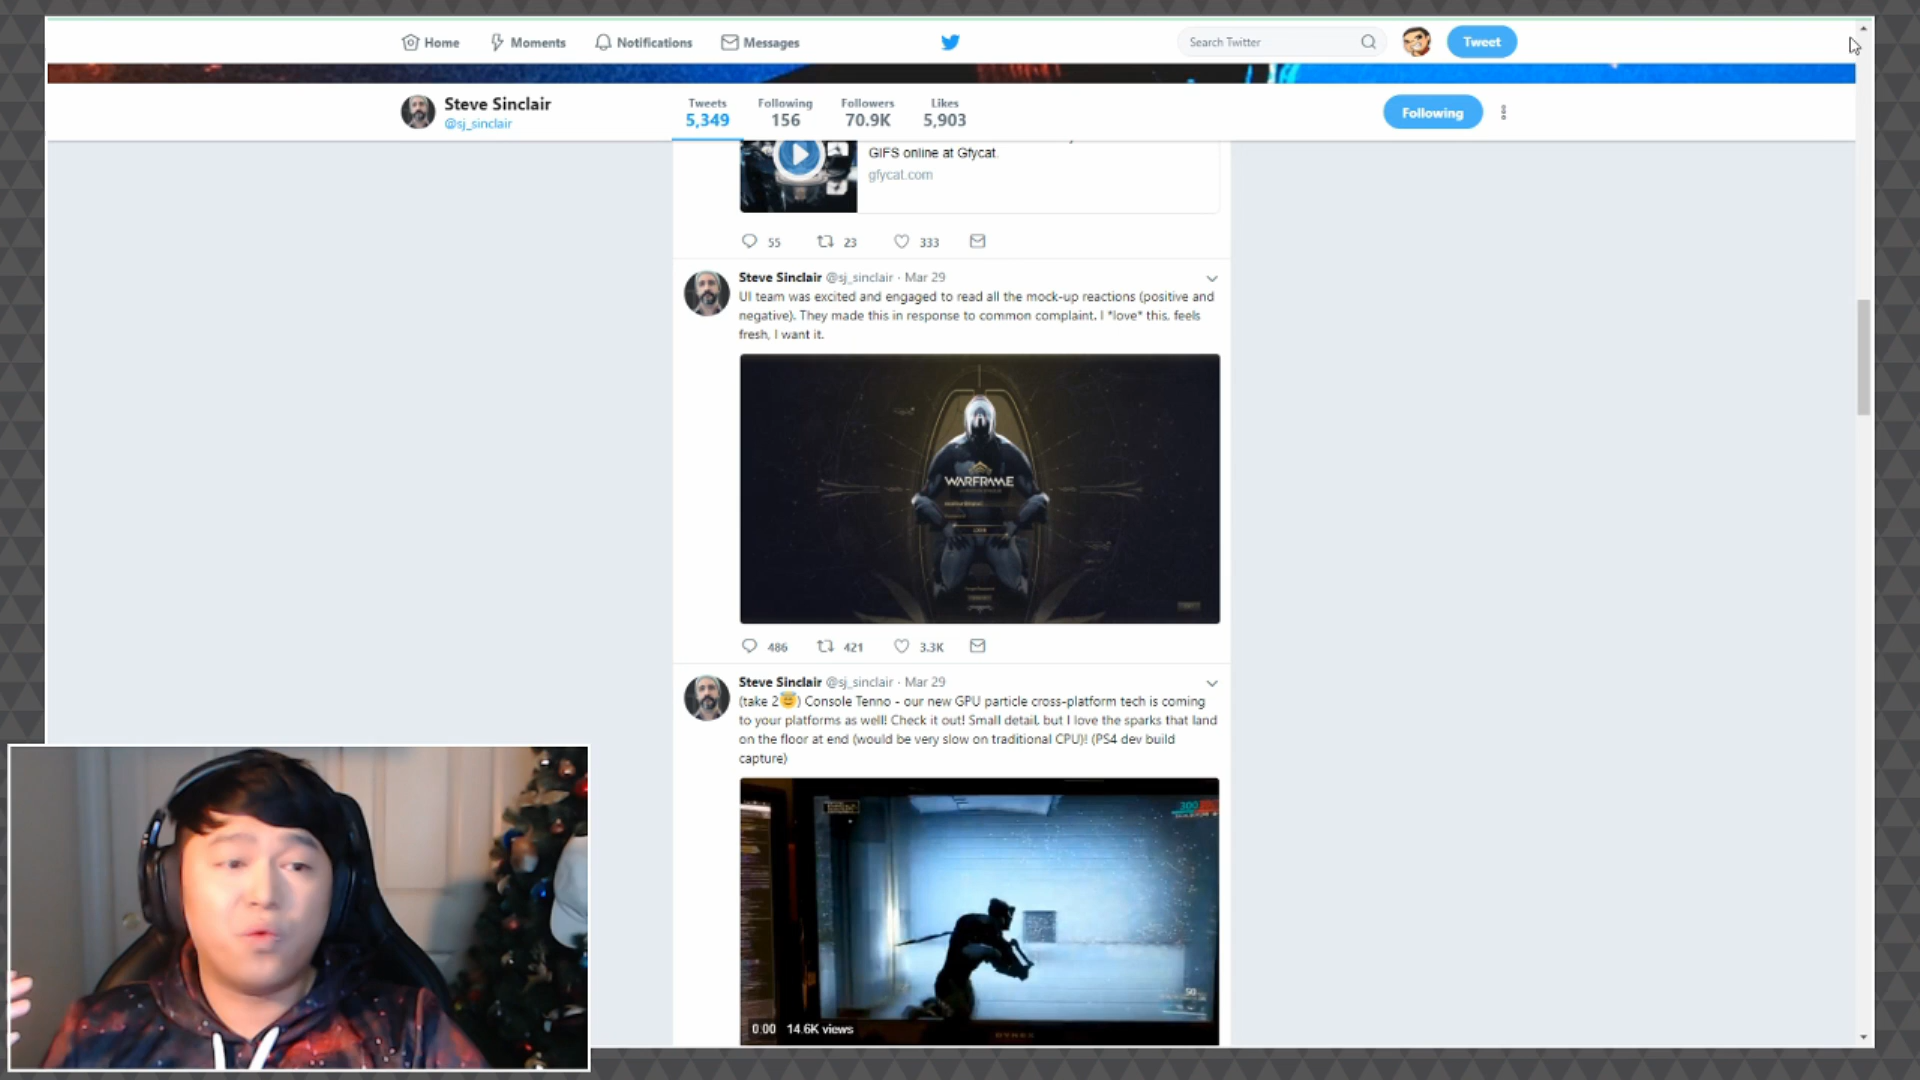 Home Moments Notifications Messages Search Twitter Tweet
Steve Sinclair
@sj_sinclair
Tweets Following Followers Likes
5,349 156 70.9K 5,903
Following
GIFS online at Gfycat.
gfycat.com
55 23 333
Steve Sinclair @sj_sinclair · Mar 29
UI team was excited and engaged to read all the mock-up reactions (positive and
negative). They made this in response to common complaint. I *love* this, feels
fresh, I want it.
WARFRAME
LOGIN
486 421 3.3K
Steve Sinclair @sj_sinclair · Mar 29
(take 2😇) Console Tenno - our new GPU particle cross-platform tech is coming
to your platforms as well! Check it out! Small detail, but I love the sparks that land
on the floor at end (would be very slow on traditional CPU)! (PS4 dev build
capture)
300
50
0:00 14.6K views